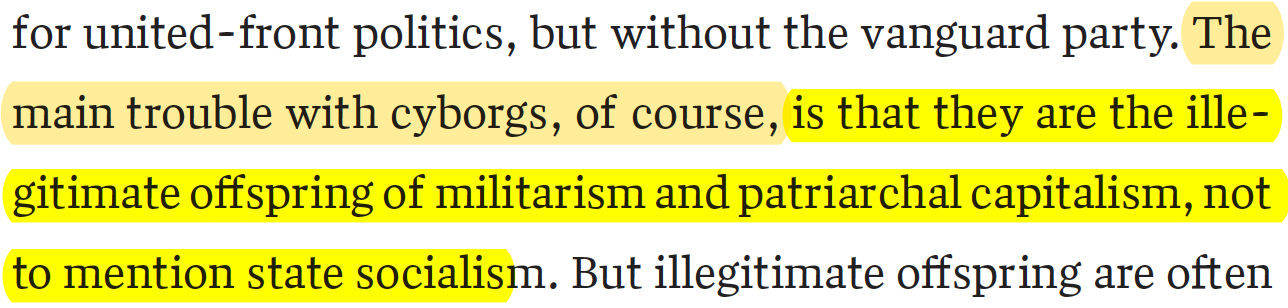 for united-front politics, but without the vanguard party. The
main trouble with cyborgs, of course, is that they are the ille-
gitimate offspring of militarism and patriarchal capitalism, not
to mention state socialism. But illegitimate offspring are often